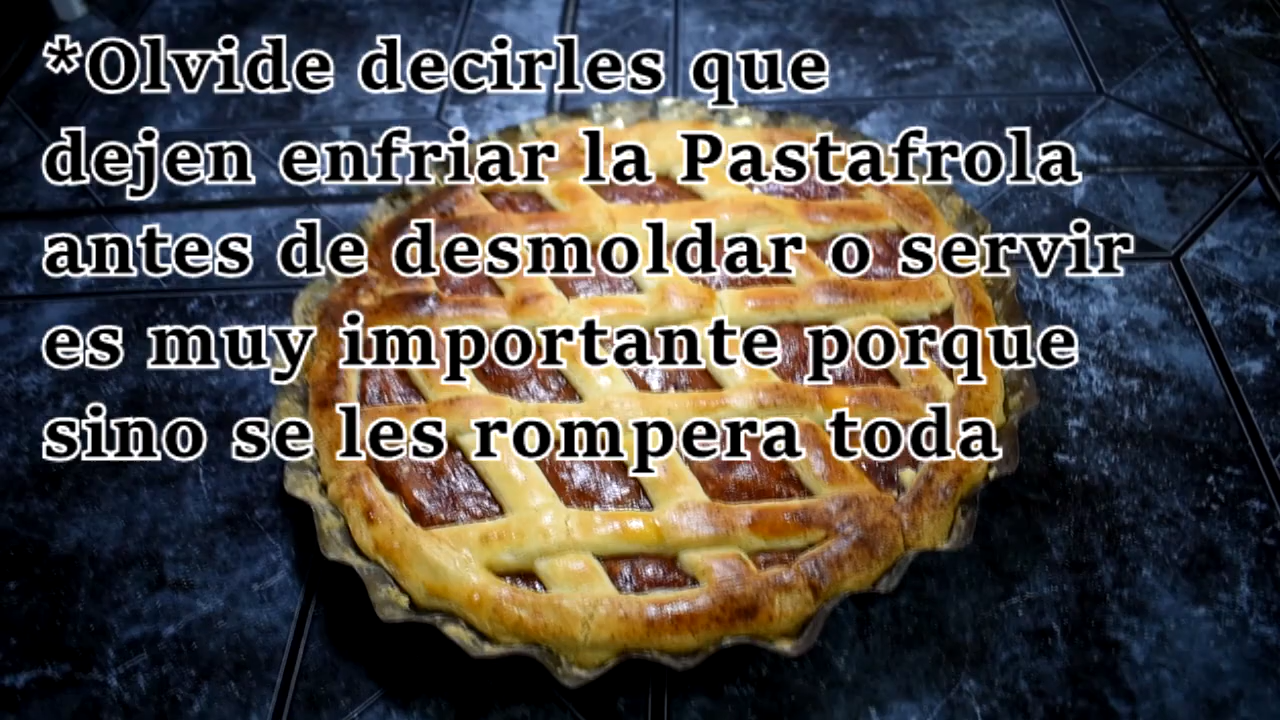 *Olvide decirles que
dejen enfriar la Pastafrola
antes de desmoldar o servir
es muy importante porque
sino se les rompera toda